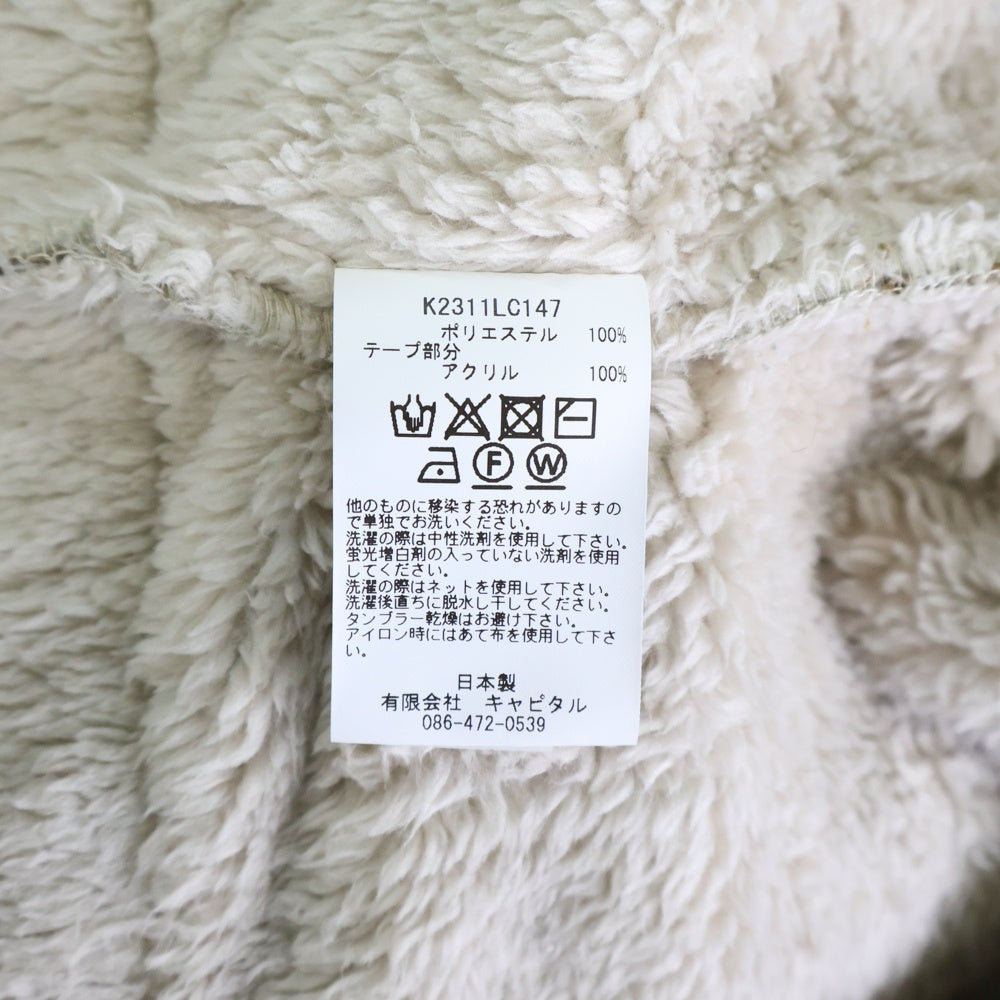 K2311LC147
ポリエステル 100%
テープ部分
アクリル 100%
F W
他のものに移染する恐れがありますの
で単独でお洗いください。
洗濯の際は中性洗剤を使用して下さい。
蛍光増白剤の入っていない洗剤を使用
してください。
洗濯の際はネットを使用して下さい。
洗濯後直ちに脱水し干してください。
タンブラー乾燥はお避け下さい。
アイロン時にはあて布を使用して下さ
い。
日本製
有限会社 キャピタル
086-472-0539